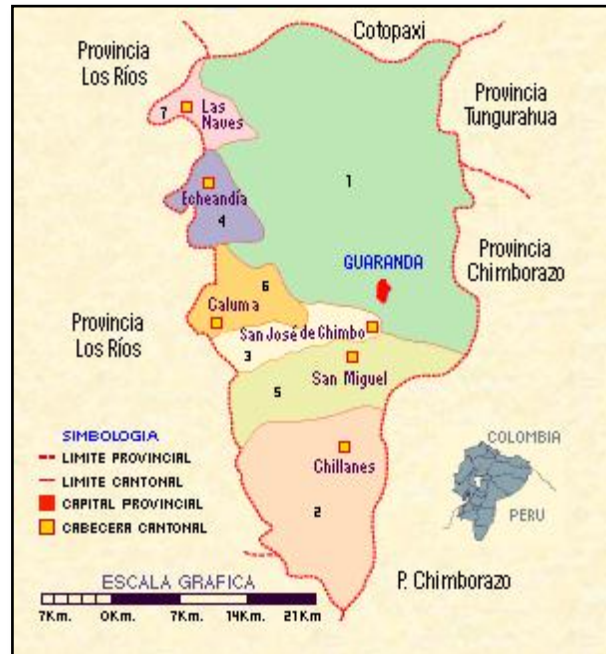 Cotopaxi
Provincia
Los Ríos
Provincia
Tungurahua
7
Las
Naves
1
Echeandía
4
Provincia
Chimborazo
GUARANDA
6
Caluma
San José de Chimbo
Provincia
Los Ríos
3
San Miguel
5
SIMBOLOGIA
LIMITE PROVINCIAL
LIMITE CANTONAL
CAPITAL PROVINCIAL
CABECERA CANTONAL
Chillanes
2
COLOMBIA
PERU
P. Chimborazo
ESCALA GRAFICA
7Km. 0Km. 7Km. 14Km. 21Km